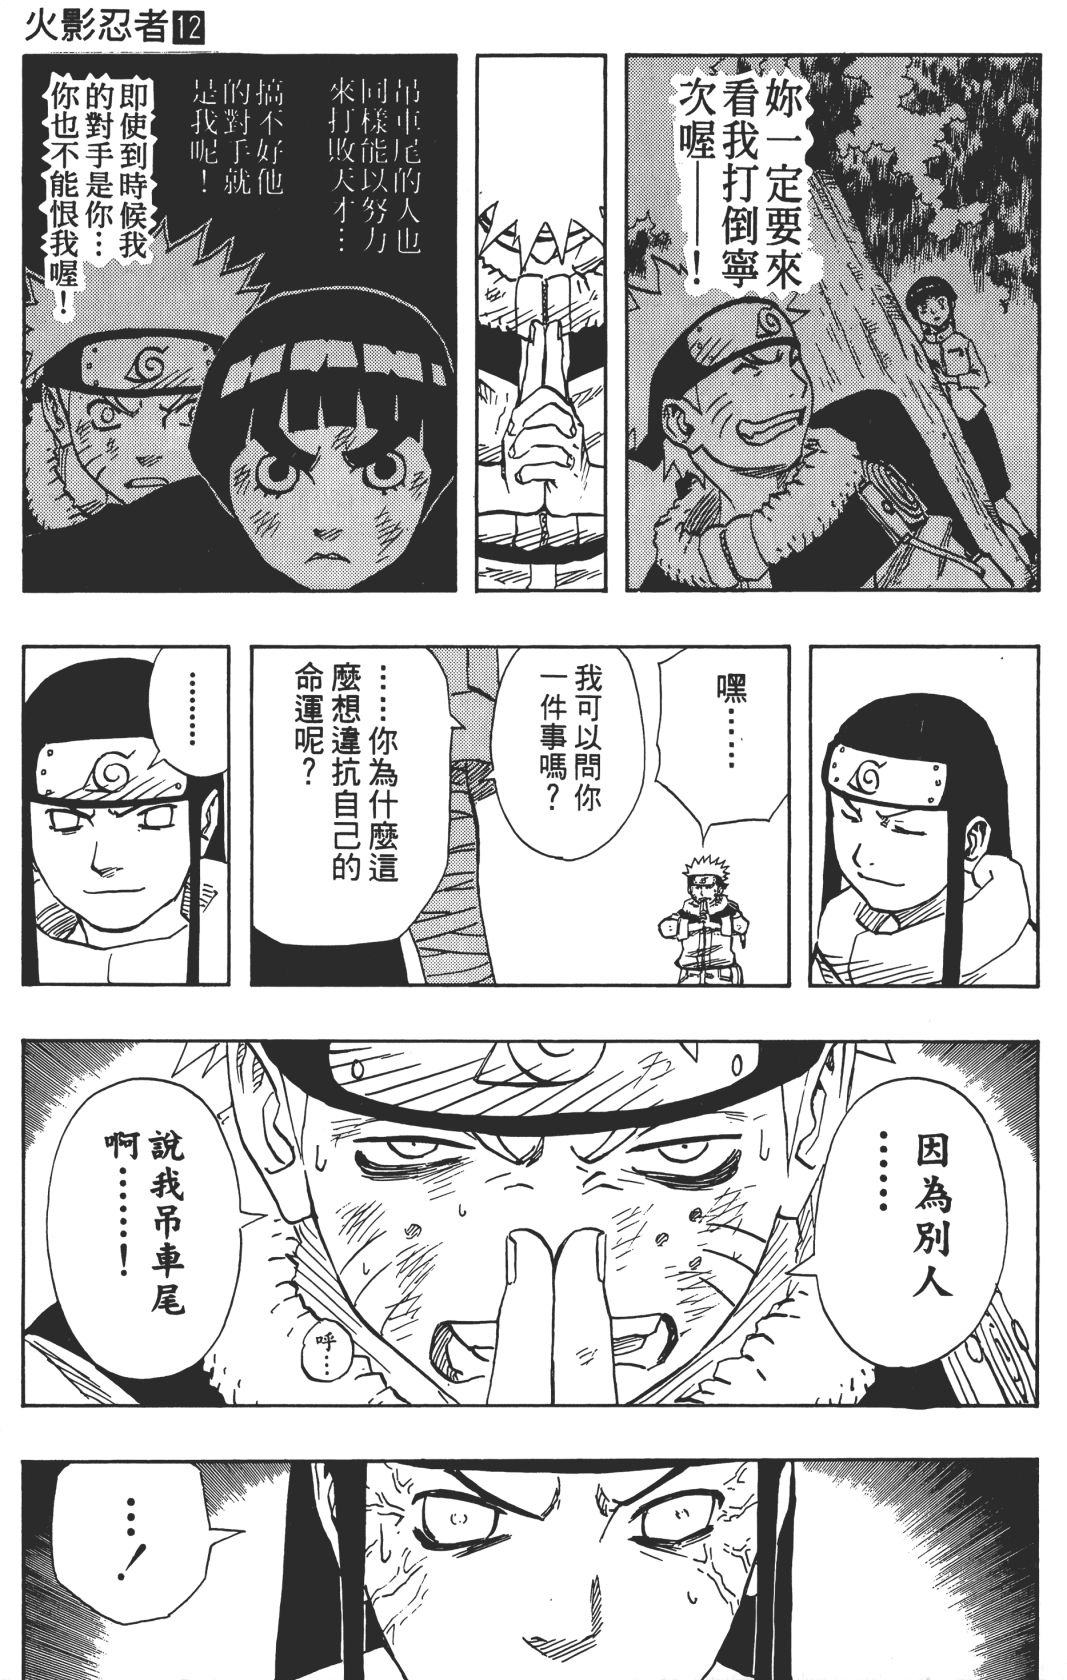 火影忍者12
妳一定要來
看我打倒寧
次喔——！
吊車尾的人也
同樣能以努力
來打敗天才…
搞不好他
的對手就
是我呢！
即使到時候我
的對手是你…
你也不能恨我喔！
嘿……
我可以問你
一件事嗎？
……你為什麼這
麼想違抗自己的
命運呢？
………
因為別人
……
呼…
說我吊車尾
啊………！
…！